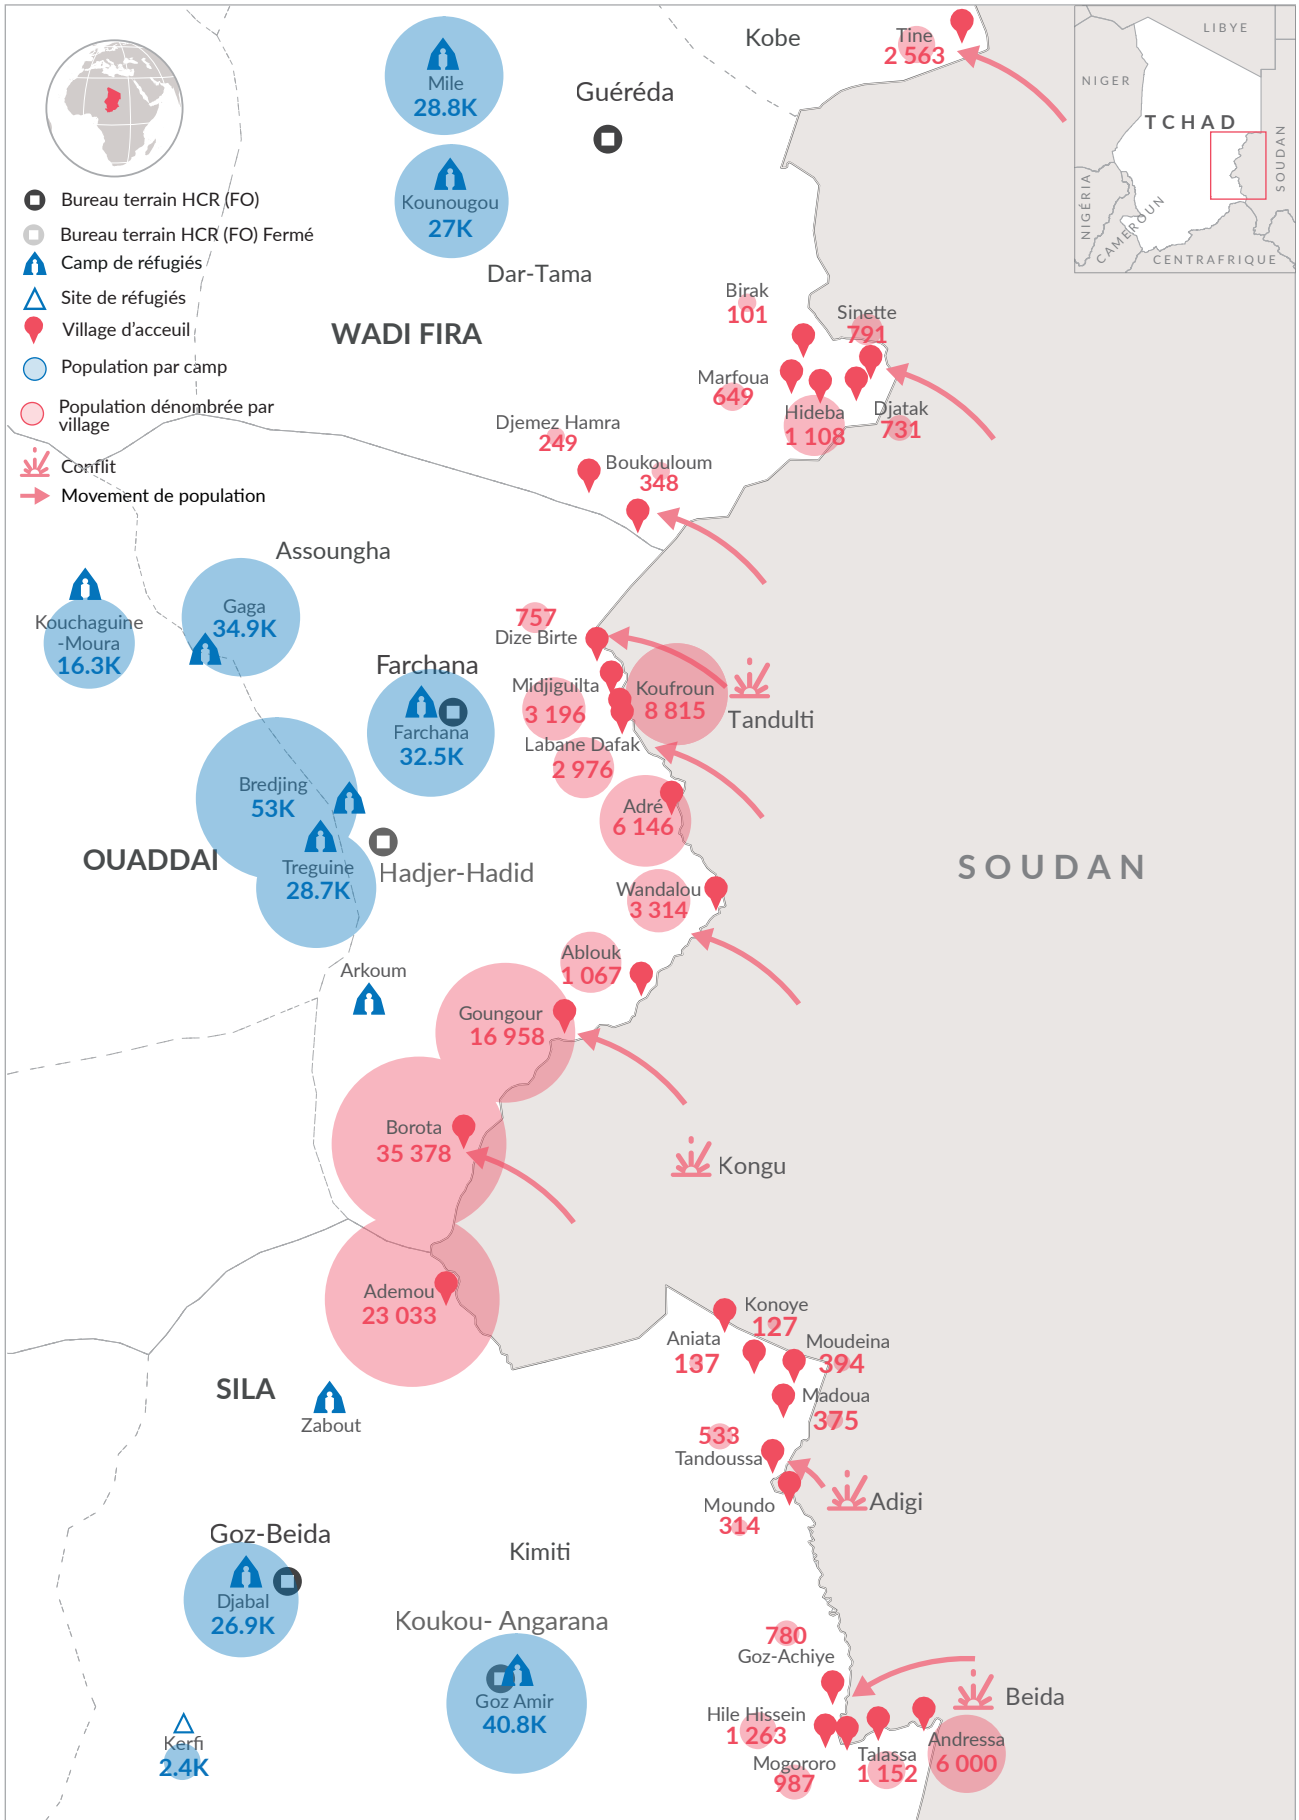 Kobe
Tine
2 563
LIBYE
NIGER
TCHAD
SOUDAN
NIGÉRIA
CAMEROUN
CENTRAFRIQUE
Mile
28.8K
Guéréda
Kounougou
27K
Bureau terrain HCR (FO)
Bureau terrain HCR (FO) Fermé
Camp de réfugiés
Site de réfugiés
Village d'acceuil
Population par camp
Population dénombrée par
village
Conflit
Movement de population
Dar-Tama
WADI FIRA
Birak
101
Sinette
791
Marfoua
649
Hideba
1 108
Djatak
731
Djemez Hamra
249
Boukouloum
348
Assoungha
Kouchaguine
-Moura
16.3K
Gaga
34.9K
757
Dize Birte
Farchana
Farchana
32.5K
Midjiguilta
3 196
Koufroun
8 815
Tandulti
Labane Dafak
2 976
Bredjing
53K
Adré
6 146
OUADDAI
Treguine
28.7K
Hadjer-Hadid
SOUDAN
Wandalou
3 314
Arkoum
Ablouk
1 067
Goungour
16 958
Borota
35 378
Kongu
Ademou
23 033
Konoye
127
Aniata
137
Moudeina
394
SILA
Zabout
Madoua
375
533
Tandoussa
Moundo
314
Adigi
Goz-Beida
Djabal
26.9K
Kimiti
Koukou- Angarana
Goz Amir
40.8K
780
Goz-Achiye
Beida
Hile Hissein
1 263
Kerfi
2.4K
Mogororo
987
Talassa
1 152
Andressa
6 000